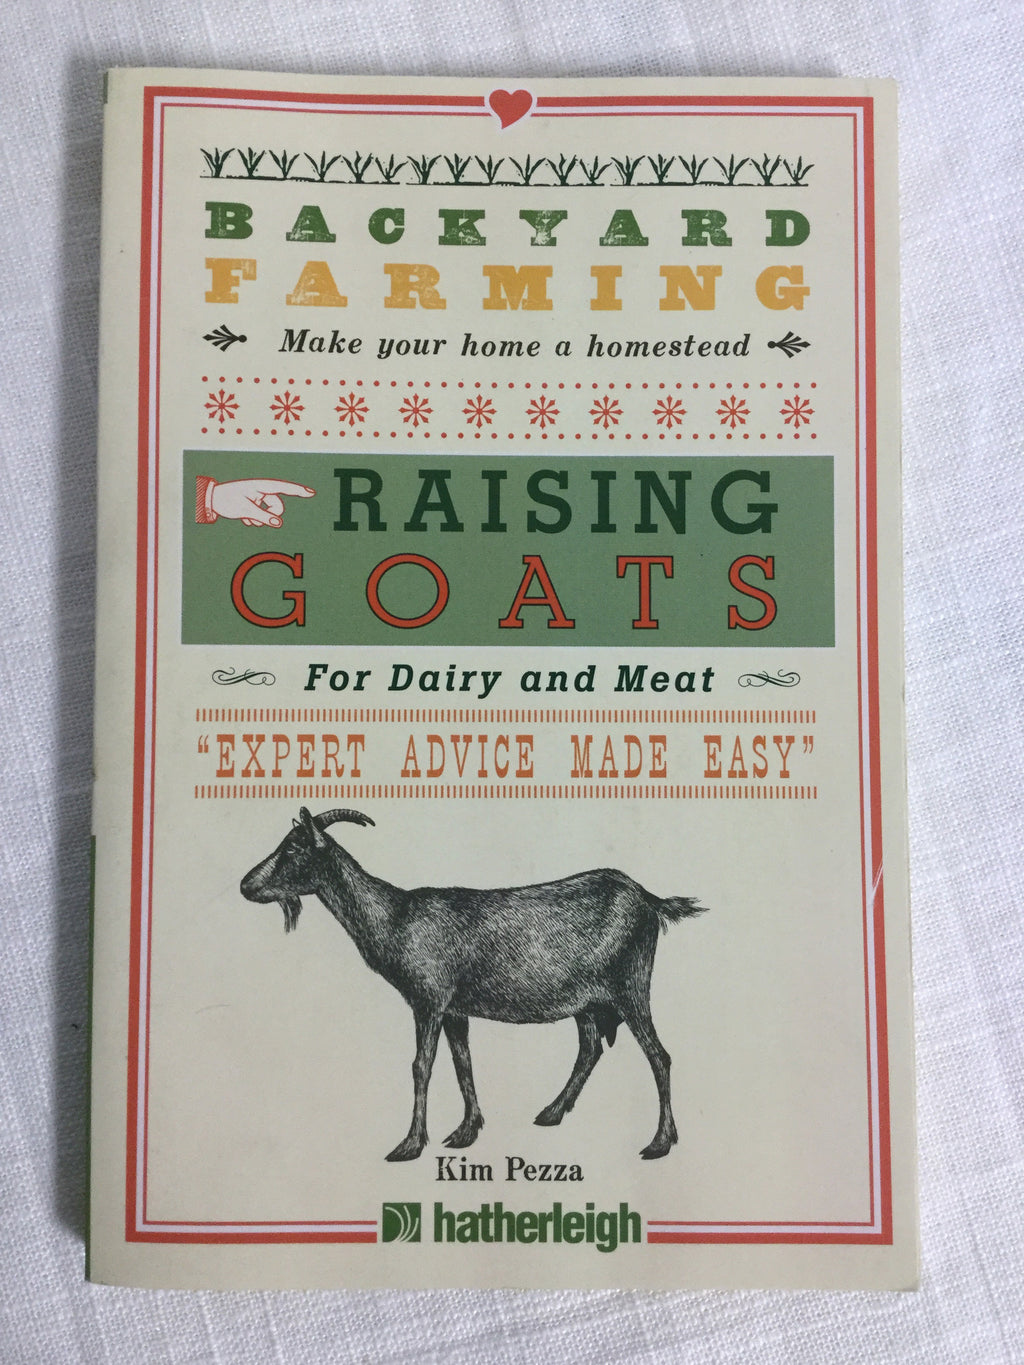 BACKYARD
FARMING
Make your home a homestead
RAISING
GOATS
For Dairy and Meat
“EXPERT ADVICE MADE EASY”
Kim Pezza
hatherleigh